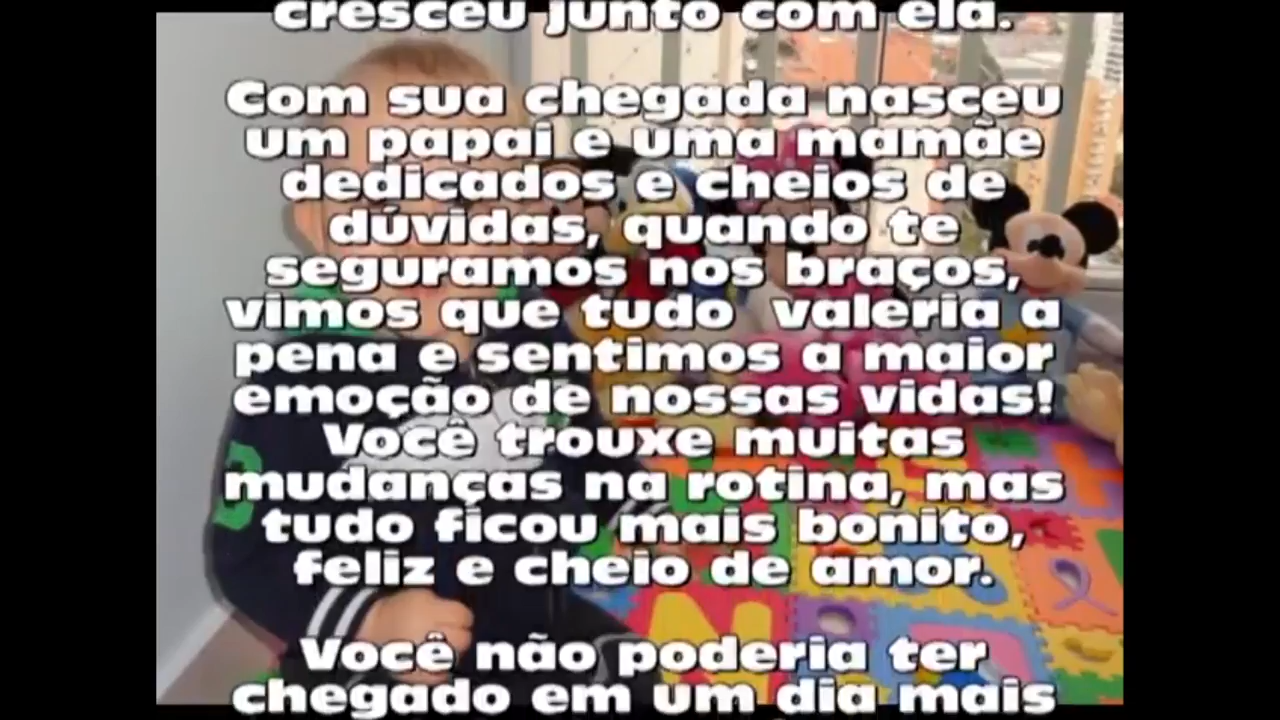 cresceu junto com ela.
Com sua chegada nasceu
um papai e uma mamãe
dedicados e cheios de
dúvidas, quando te
seguramos nos braços,
vimos que tudo valeria a
pena e sentimos a maior
emoção de nossas vidas!
Você trouxe muitas
mudanças na rotina, mas
tudo ficou mais bonito,
feliz e cheio de amor.
Você não poderia ter
chegado em um dia mais